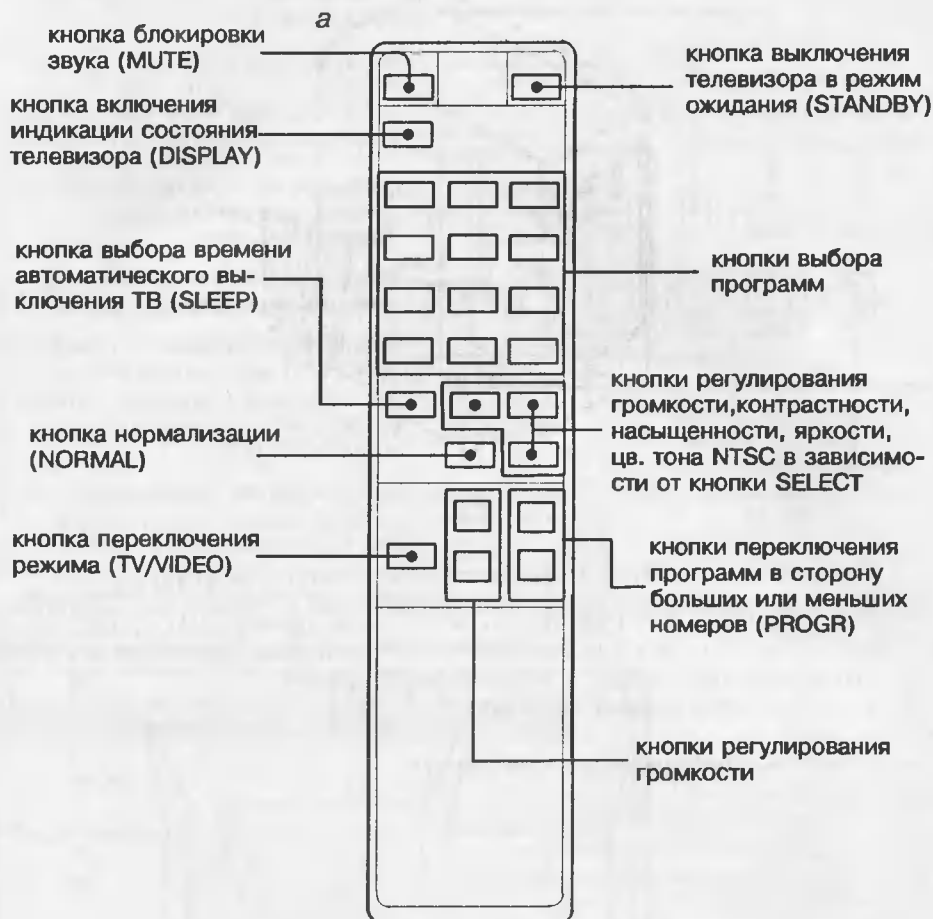 а
кнопка блокировки
звука (MUTE)
кнопка включения
индикации состояния
телевизора (DISPLAY)
кнопка выбора времени
автоматического вы-
ключения ТВ (SLEEP)
кнопка нормализации
(NORMAL)
кнопка переключения
режима (TV/VIDEO)
кнопка выключения
телевизора в режим
ожидания (STANDBY)
кнопки выбора
программ
кнопки регулирования
громкости,контрастности,
насыщенности, яркости,
цв. тона NTSC в зависимо-
сти от кнопки SELECT
кнопки переключения
программ в сторону
больших или меньших
номеров (PROGR)
кнопки регулирования
громкости